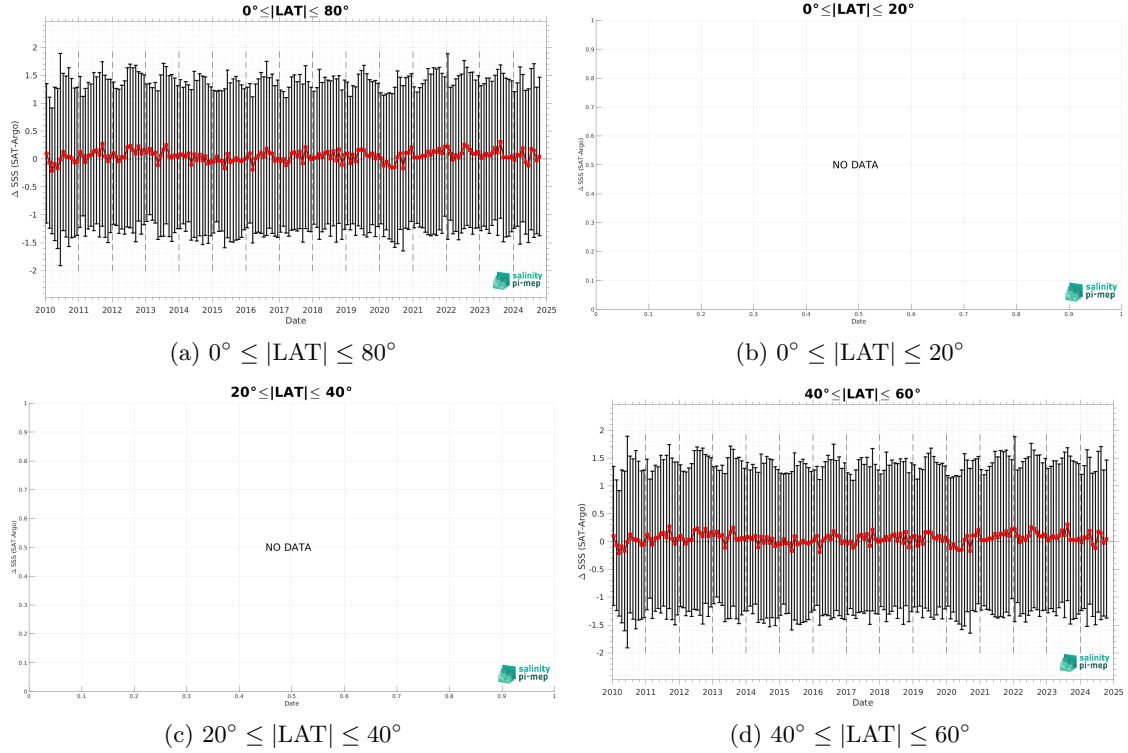 0°≤|LAT|≤ 80°
Δ SSS (SAT-Argo)
2
1.5
1
0.5
0
-0.5
-1
-1.5
-2
2010 2011 2012 2013 2014 2015 2016 2017 2018 2019 2020 2021 2022 2023 2024 2025
Date
salinity
pi-mep
(a) 0° ≤ |LAT| ≤ 80°
0°≤|LAT|≤ 20°
Δ SSS (SAT-Argo)
1
0.9
0.8
0.7
0.6
0.5
0.4
0.3
0.2
0.1
0
NO DATA
0 0.1 0.2 0.3 0.4 0.5 0.6 0.7 0.8 0.9 1
Date
salinity
pi-mep
(b) 0° ≤ |LAT| ≤ 20°
20°≤|LAT|≤ 40°
Δ SSS (SAT-Argo)
1
0.9
0.8
0.7
0.6
0.5
0.4
0.3
0.2
0.1
0
NO DATA
0 0.1 0.2 0.3 0.4 0.5 0.6 0.7 0.8 0.9 1
Date
salinity
pi-mep
(c) 20° ≤ |LAT| ≤ 40°
40°≤|LAT|≤ 60°
Δ SSS (SAT-Argo)
2
1.5
1
0.5
0
-0.5
-1
-1.5
-2
2010 2011 2012 2013 2014 2015 2016 2017 2018 2019 2020 2021 2022 2023 2024 2025
Date
salinity
pi-mep
(d) 40° ≤ |LAT| ≤ 60°